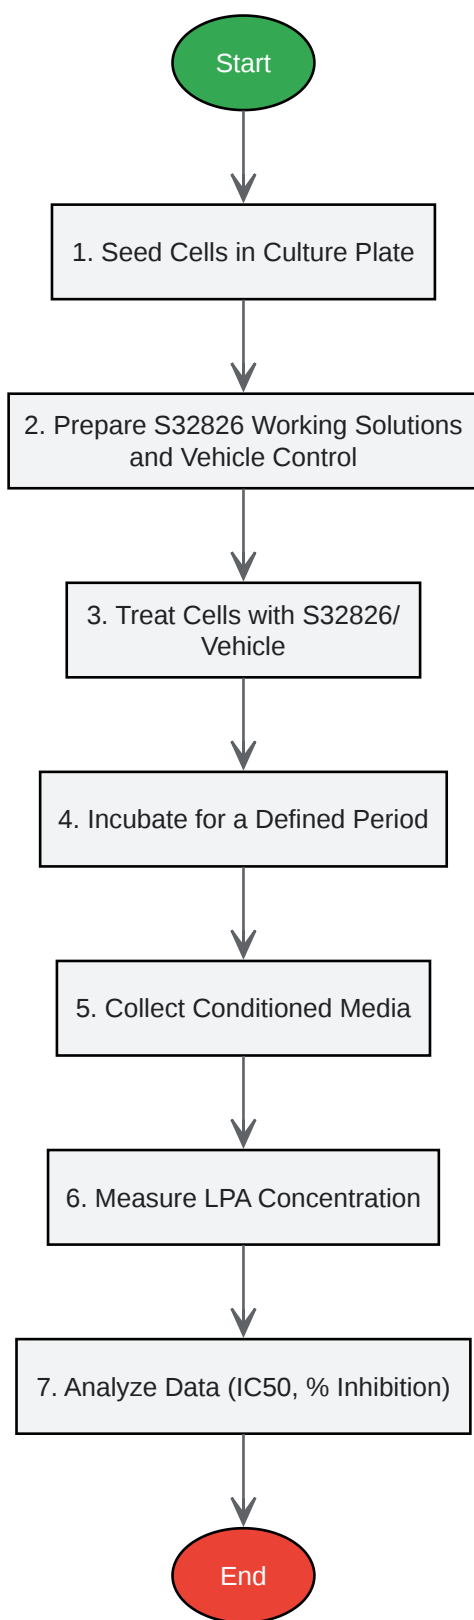 Start
1. Seed Cells in Culture Plate
2. Prepare S32826 Working Solutions
and Vehicle Control
3. Treat Cells with S32826/
Vehicle
4. Incubate for a Defined Period
5. Collect Conditioned Media
6. Measure LPA Concentration
7. Analyze Data (IC50, % Inhibition)
End